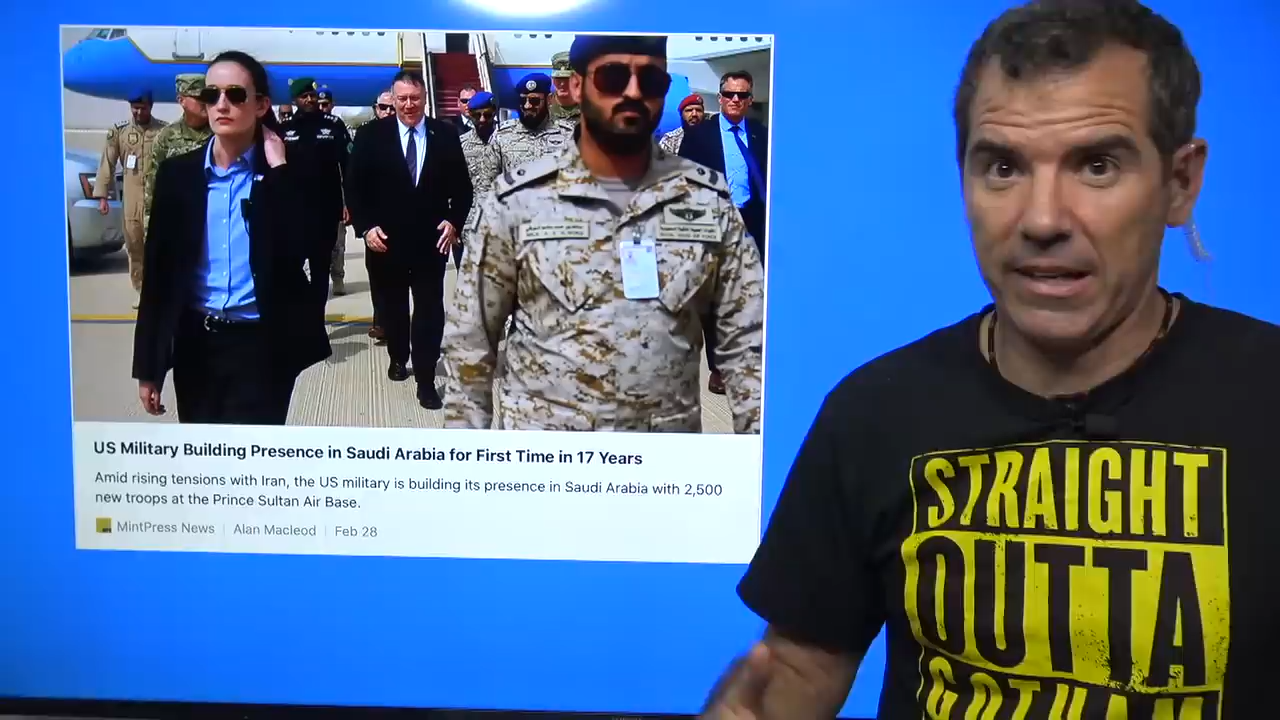 US Military Building Presence in Saudi Arabia for First Time in 17 Years
Amid rising tensions with Iran, the US military is building its presence in Saudi Arabia with 2,500
new troops at the Prince Sultan Air Base.
MintPress News | Alan Macleod | Feb 28
STRAIGHT
OUTTA
GOTHAM